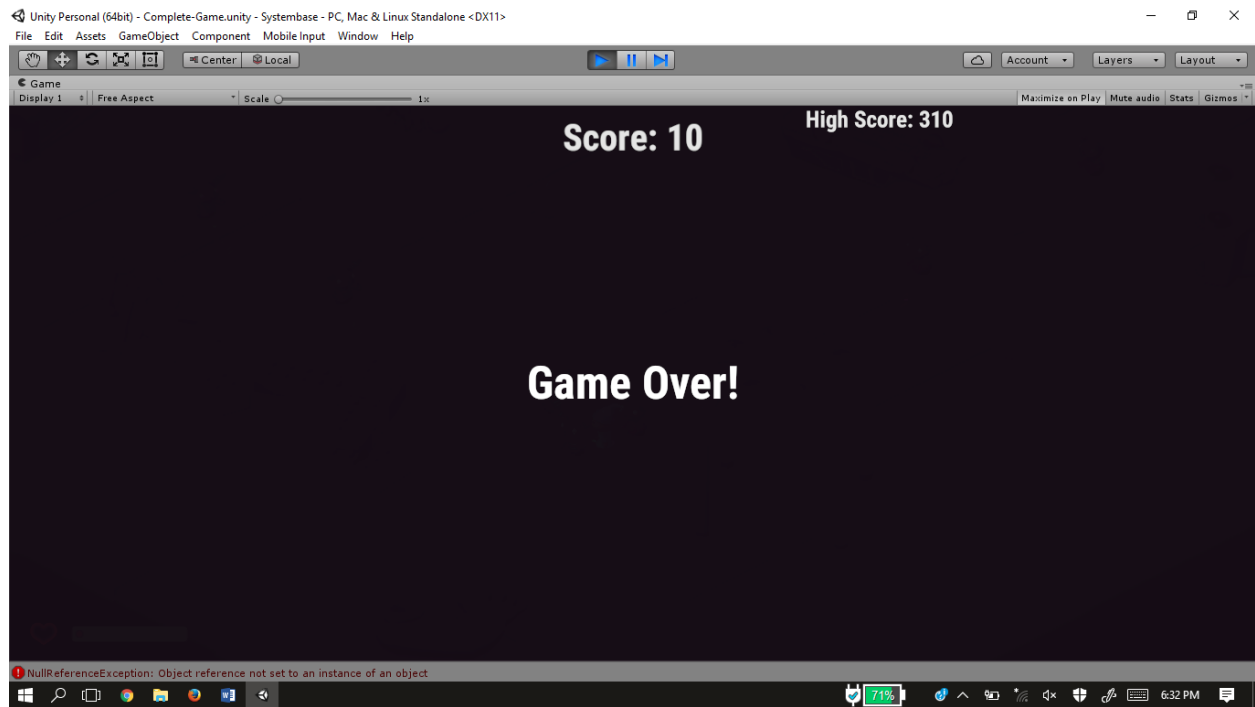 Unity Personal (64bit) - Complete-Game.unity - Systembase - PC, Mac & Linux Standalone <DX11>
File Edit Assets GameObject Component Mobile Input Window Help
Center Local Account Layers Layout
Game
Display 1 Free Aspect Scale 1x Maximize on Play Mute audio Stats Gizmos
Score: 10 High Score: 310
Game Over!
NullReferenceException: Object reference not set to an instance of an object
71% 6:32 PM